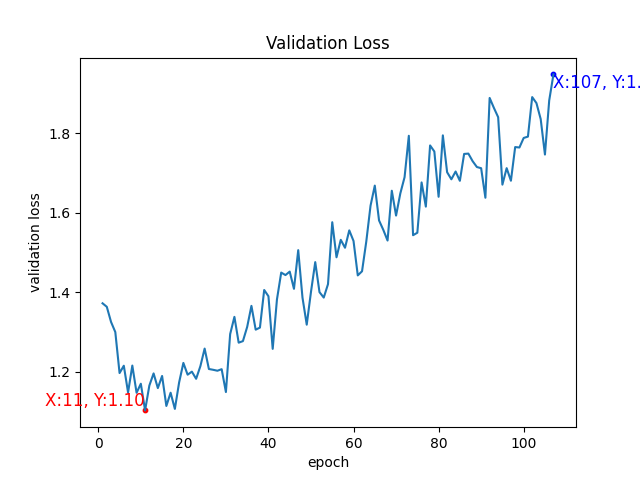 Validation Loss
X:107, Y:1.
1.8
1.6
1.4
1.2
validation loss
X:11, Y:1.10
0
20
40
60
80
100
epoch